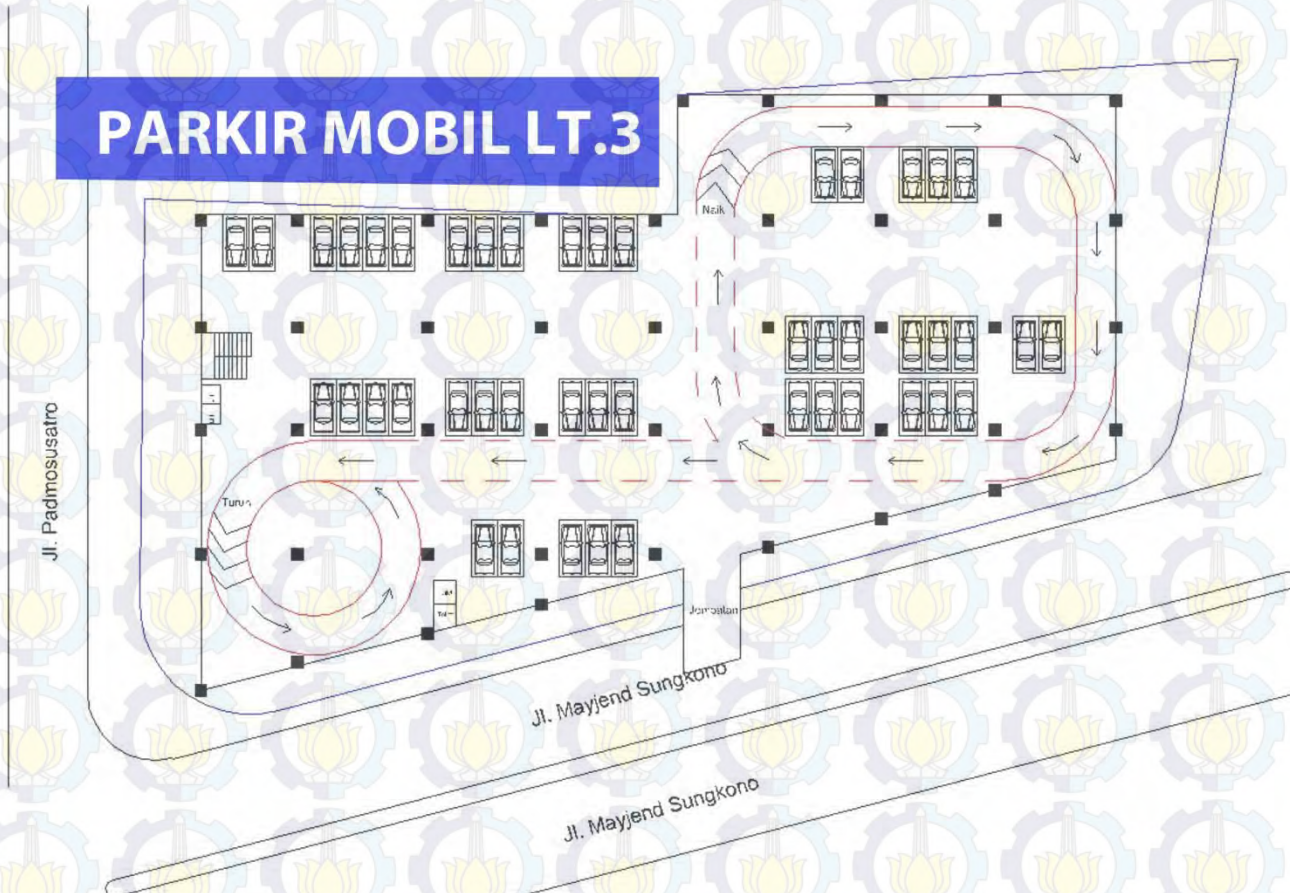 PARKIR MOBIL LT.3
Naik
Jl. Padmosusatro
Turun
Jembatan
Jl. Mayjend Sungkono
Jl. Mayjend Sungkono